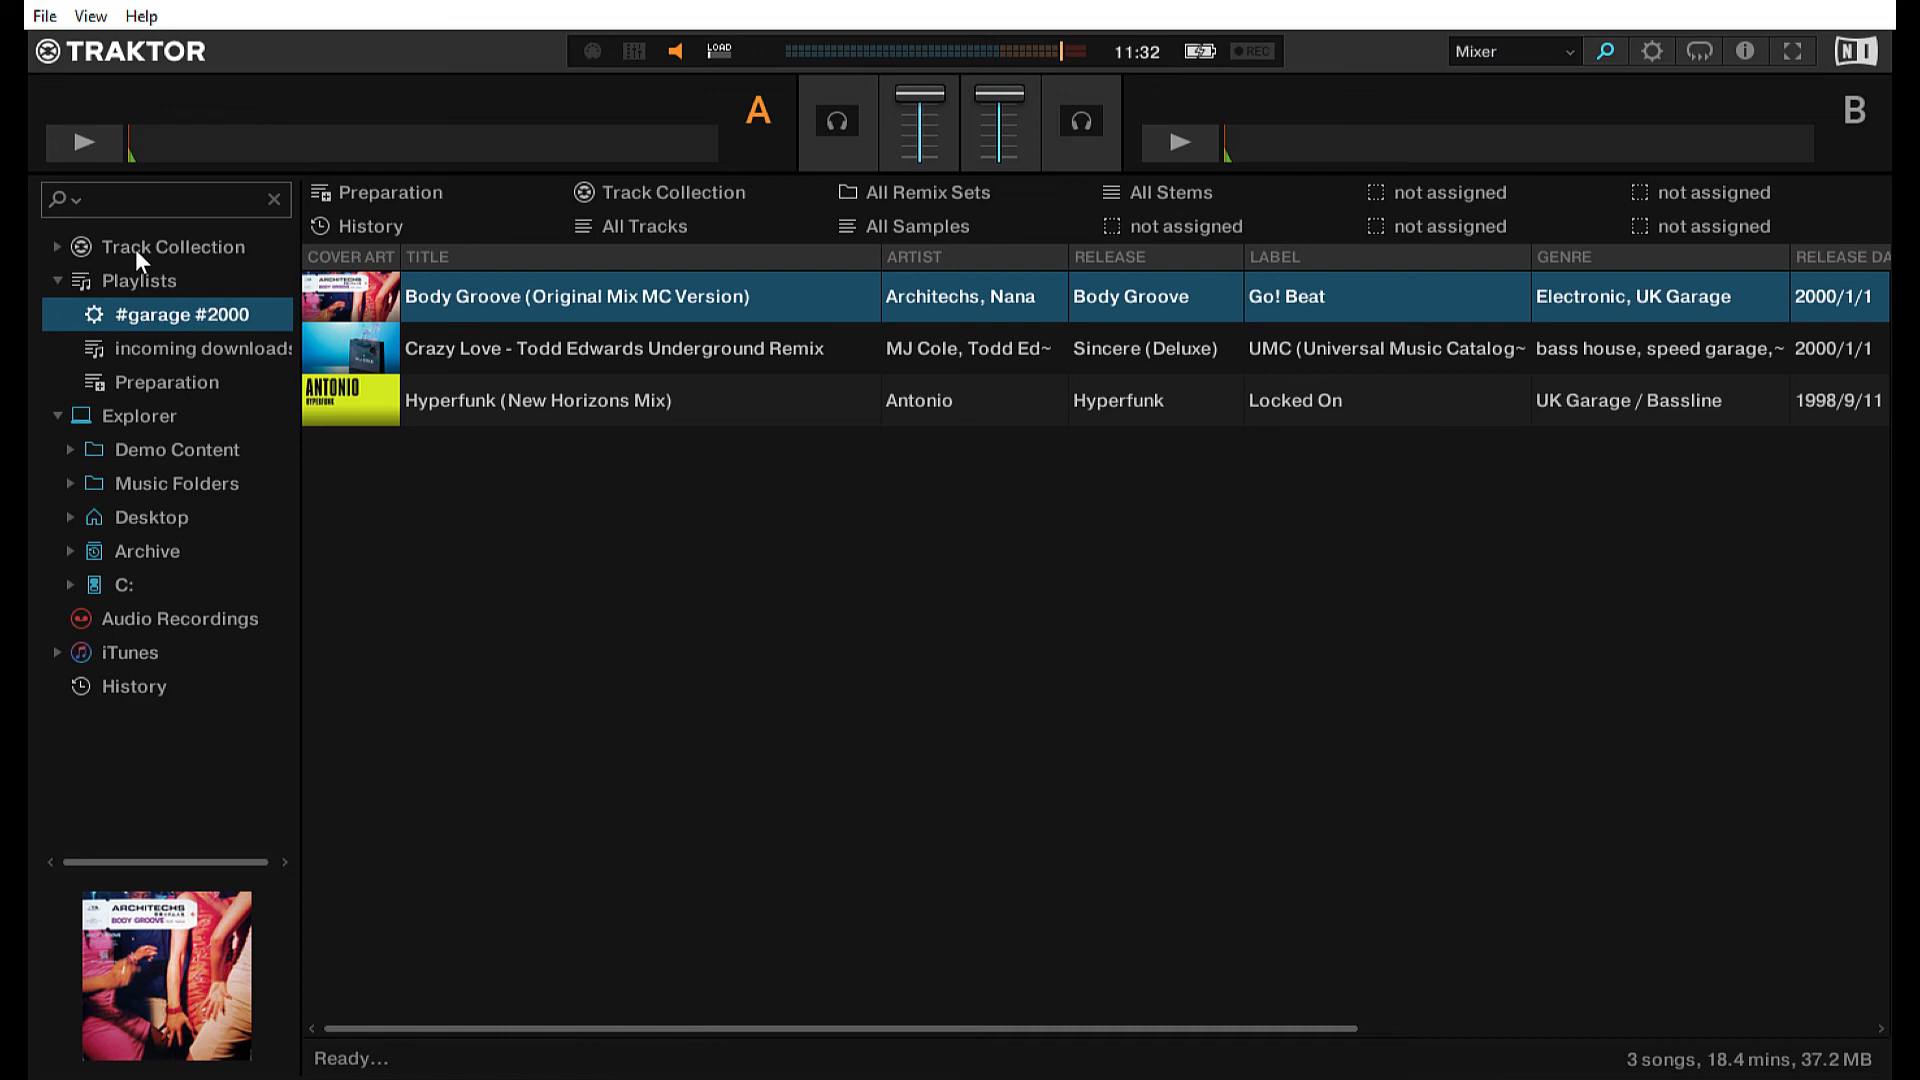 File View Help
TRAKTOR
LOAD
11:32
REC
Mixer
NI
A
B
Preparation Track Collection All Remix Sets All Stems not assigned not assigned
History All Tracks All Samples not assigned not assigned not assigned
Track Collection
Playlists
#garage #2000
incoming downloads
Preparation
Explorer
Demo Content
Music Folders
Desktop
Archive
C:
Audio Recordings
iTunes
History
COVER ART TITLE ARTIST RELEASE LABEL GENRE RELEASE DA
Body Groove (Original Mix MC Version) Architechs, Nana Body Groove Go! Beat Electronic, UK Garage 2000/1/1
Crazy Love - Todd Edwards Underground Remix MJ Cole, Todd Ed~ Sincere (Deluxe) UMC (Universal Music Catalog~ bass house, speed garage,~ 2000/1/1
ANTONIO
HYPERFUNK
Hyperfunk (New Horizons Mix) Antonio Hyperfunk Locked On UK Garage / Bassline 1998/9/11
ARCHITECHS
BODY GROOVE
Ready...
3 songs, 18.4 mins, 37.2 MB